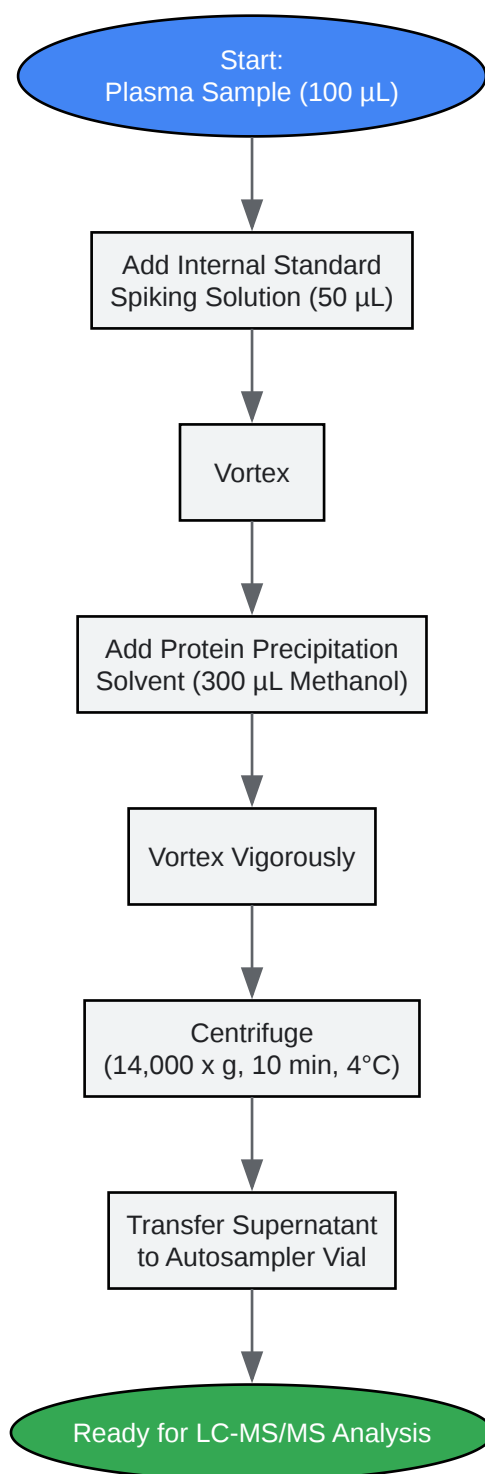 Start:
Plasma Sample (100 µL)
Add Internal Standard
Spiking Solution (50 µL)
Vortex
Add Protein Precipitation
Solvent (300 µL Methanol)
Vortex Vigorously
Centrifuge
(14,000 x g, 10 min, 4°C)
Transfer Supernatant
to Autosampler Vial
Ready for LC-MS/MS Analysis